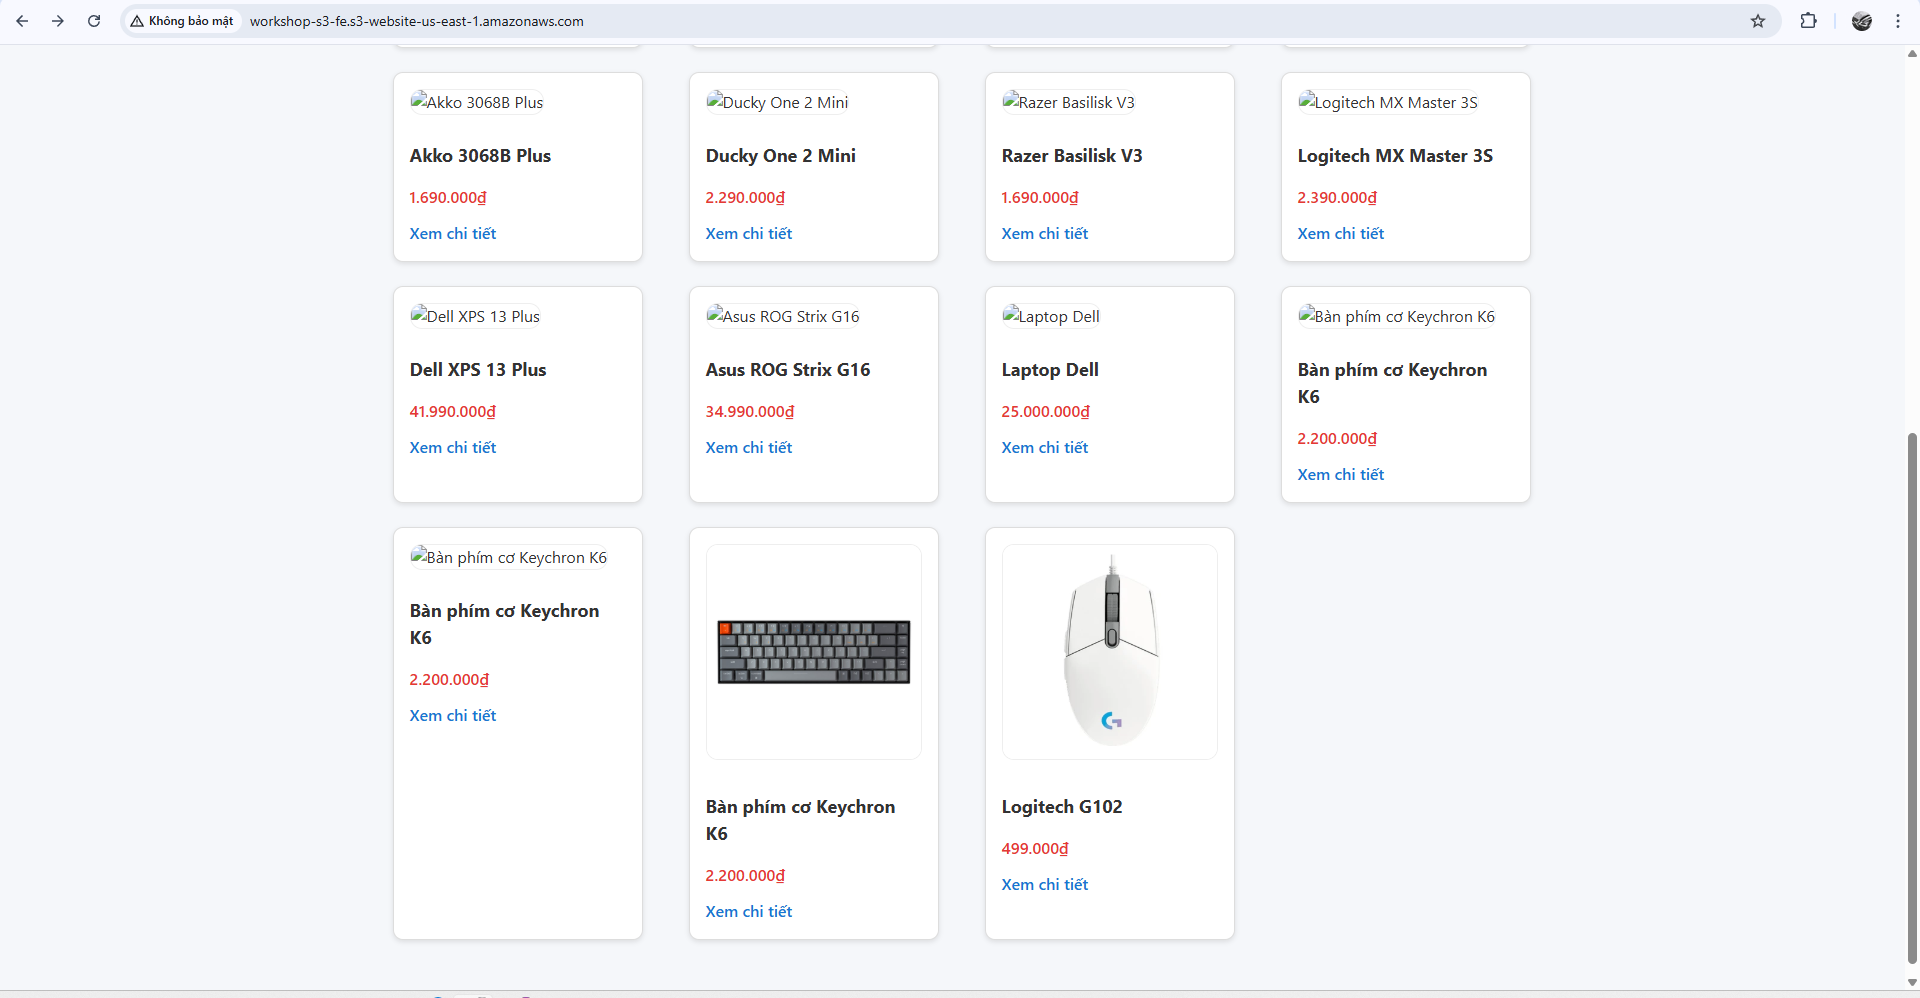 Không bảo mật workshop-s3-fe.s3-website-us-east-1.amazonaws.com
Akko 3068B Plus
Akko 3068B Plus
1.690.000₫
Xem chi tiết
Ducky One 2 Mini
Ducky One 2 Mini
2.290.000₫
Xem chi tiết
Razer Basilisk V3
Razer Basilisk V3
1.690.000₫
Xem chi tiết
Logitech MX Master 3S
Logitech MX Master 3S
2.390.000₫
Xem chi tiết
Dell XPS 13 Plus
Dell XPS 13 Plus
41.990.000₫
Xem chi tiết
Asus ROG Strix G16
Asus ROG Strix G16
34.990.000₫
Xem chi tiết
Laptop Dell
Laptop Dell
25.000.000₫
Xem chi tiết
Bàn phím cơ Keychron K6
Bàn phím cơ Keychron
K6
2.200.000₫
Xem chi tiết
Bàn phím cơ Keychron K6
Bàn phím cơ Keychron
K6
2.200.000₫
Xem chi tiết
Bàn phím cơ Keychron
K6
2.200.000₫
Xem chi tiết
Logitech G102
499.000₫
Xem chi tiết